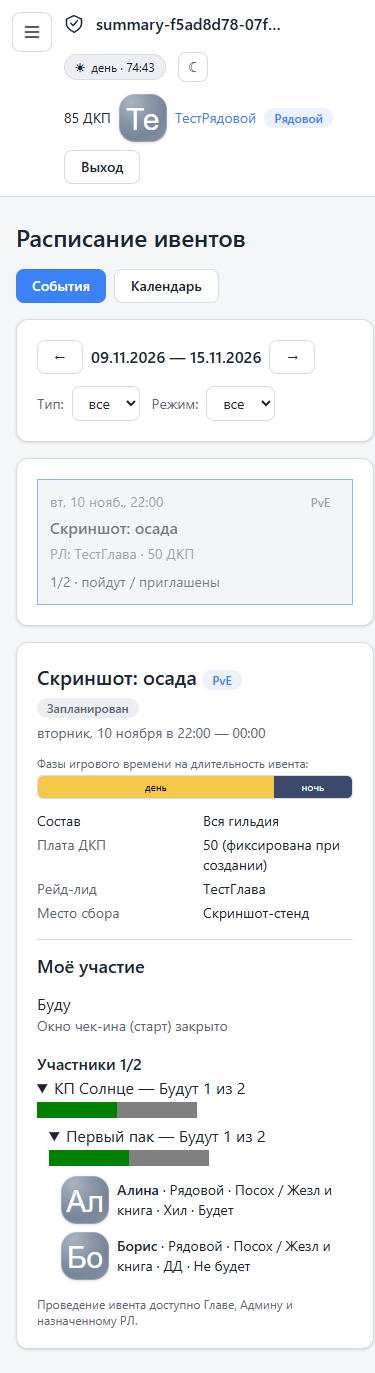 summary-f5ad8d78-07f...
☀ день · 74:43 ☾
85 ДКП Те ТестРядовой Рядовой
Выход
Расписание ивентов
События Календарь
← 09.11.2026 — 15.11.2026 →
Тип: все Режим: все
вт, 10 нояб., 22:00 PvE
Скриншот: осада
РЛ: ТестГлава · 50 ДКП
1/2 · пойдут / приглашены
Скриншот: осада PvE
Запланирован
вторник, 10 ноября в 22:00 — 00:00
Фазы игрового времени на длительность ивента:
день ночь
Состав Вся гильдия
Плата ДКП 50 (фиксирована при
создании)
Рейд-лид ТестГлава
Место сбора Скриншот-стенд
Моё участие
Буду
Окно чек-ина (старт) закрыто
Участники 1/2
▼ КП Солнце — Будут 1 из 2
▼ Первый пак — Будут 1 из 2
Ал Алина · Рядовой · Посох / Жезл и
книга · Хил · Будет
Бо Борис · Рядовой · Посох / Жезл и
книга · ДД · Не будет
Проведение ивента доступно Главе, Админу и
назначенному РЛ.